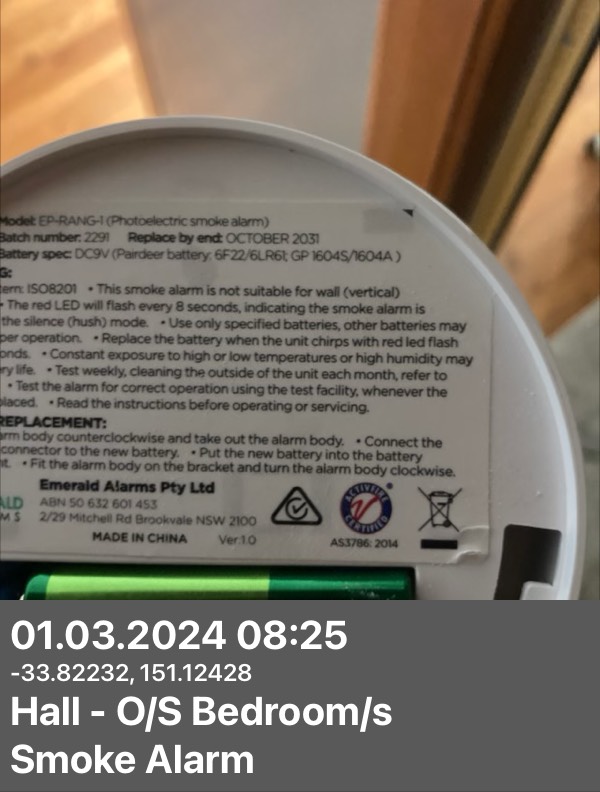 Model: EP-RANG-1 (Photoelectric smoke alarm)
Batch number: 2291 Replace by end: OCTOBER 2031
Battery spec: DC9V (Pairdeer battery: 6F22/6LR61; GP 1604S/1604A )
G:
tem: ISO8201 • This smoke alarm is not suitable for wall (vertical)
• The red LED will flash every 8 seconds, indicating the smoke alarm is
the silence (hush) mode. • Use only specified batteries, other batteries may
per operation. • Replace the battery when the unit chirps with red led flash
onds. • Constant exposure to high or low temperatures or high humidity may
ry life. • Test weekly, cleaning the outside of the unit each month, refer to
• Test the alarm for correct operation using the test facility, whenever the
placed. • Read the instructions before operating or servicing.
REPLACEMENT:
arm body counterclockwise and take out the alarm body. • Connect the
connector to the new battery. • Put the new battery into the battery
nt. • Fit the alarm body on the bracket and turn the alarm body clockwise.
Emerald Alarms Pty Ltd
ABN 50 632 601 453
2/29 Mitchell Rd Brookvale NSW 2100
MADE IN CHINA Ver:1.0
ALD
M S
ACTIVFIRE
CERTIFIED
AS3786: 2014
01.03.2024 08:25
-33.82232, 151.12428
Hall - O/S Bedroom/s
Smoke Alarm